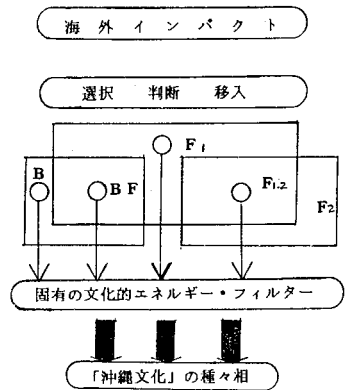 海外インパクト
選択 判断 移入
F1
B
B F
F1.2
F2
固有の文化的エネルギー・フィルター
「沖縄文化」の種々相